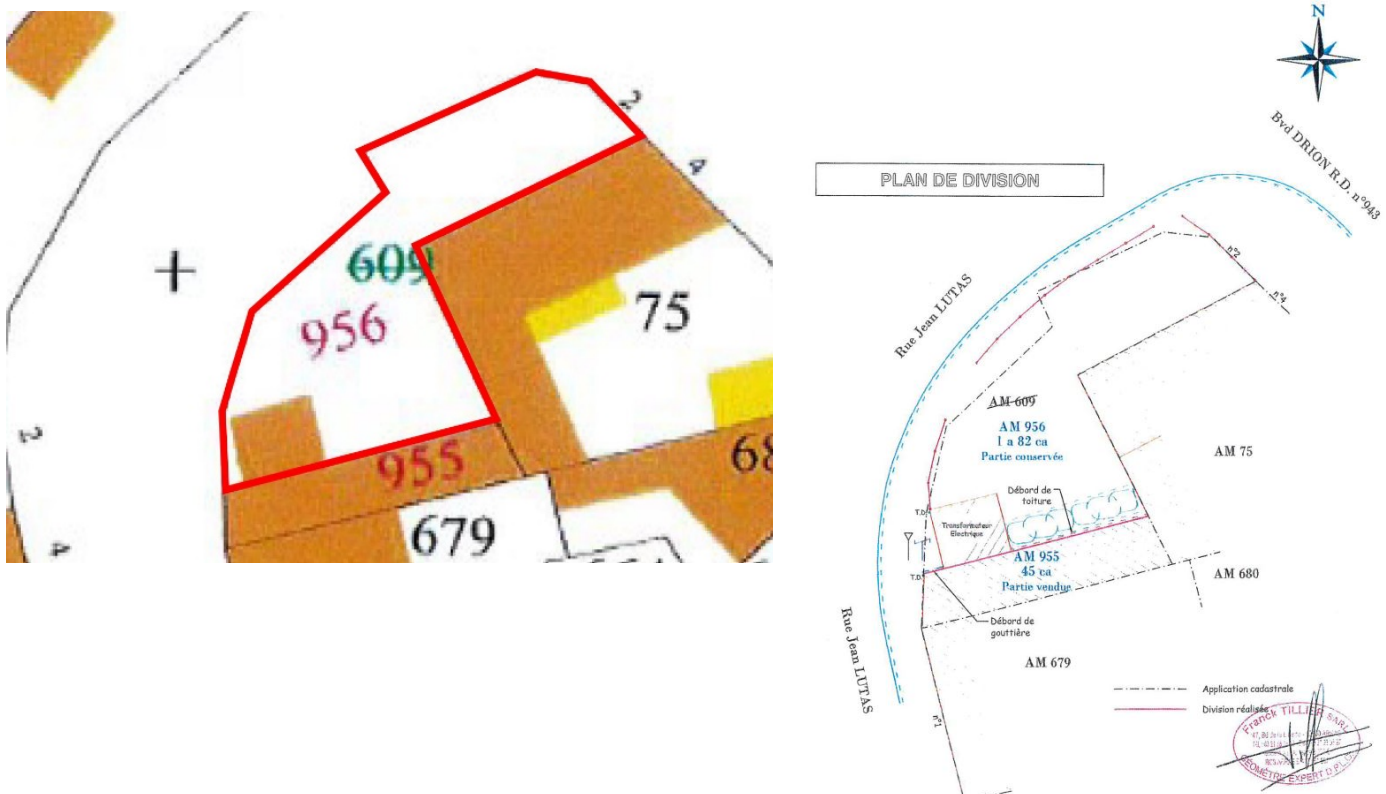 2
4
609
956
75
955
68
679
2
4
N
Bvd DRION R.D. n°943
PLAN DE DIVISION
n°2
n°4
Rue Jean LUTAS
AM 609
AM 956
1 a 82 ca
Partie conservée
AM 75
Débord de
toiture
T.D.
Transformateur
Electrique
AM 955
45 ca
Partie vendue
T.D.
AM 680
Débord de
gouttière
Rue Jean LUTAS
AM 679
n°1
Application cadastrale
Division réalisée
Franck TILLIER SARL
GÉOMÈTRE EXPERT D.P.L.G.